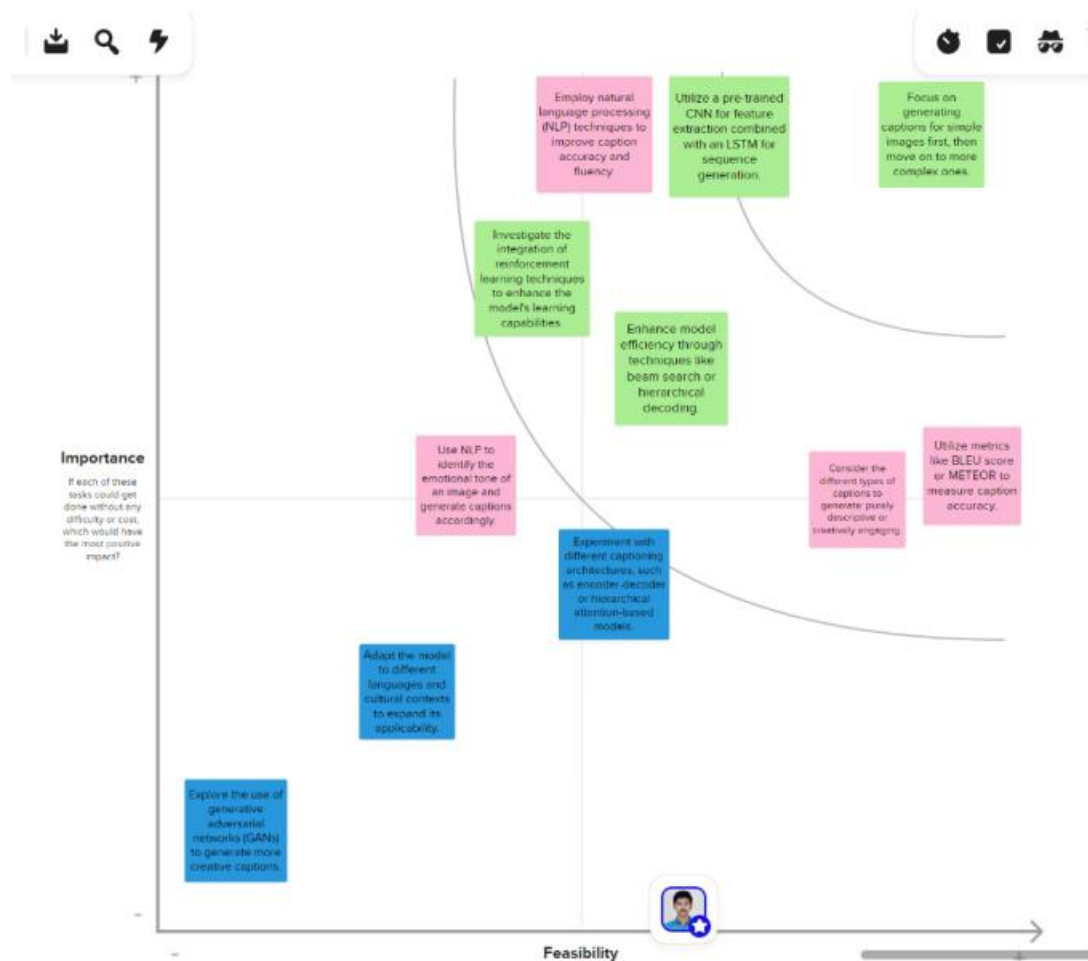 +
Employ natural
language processing
(NLP) techniques to
improve caption
accuracy and
fluency.
Utilize a pre-trained
CNN for feature
extraction combined
with an LSTM for
sequence
generation.
Focus on
generating
captions for simple
images first, then
move on to more
complex ones.
Investigate the
integration of
reinforcement
learning techniques
to enhance the
model's learning
capabilities.
Enhance model
efficiency through
techniques like
beam search or
hierarchical
decoding.
Importance
If each of these
tasks could get
done without any
difficulty or cost,
which would have
the most positive
impact?
Use NLP to
identify the
emotional tone of
an image and
generate captions
accordingly.
Consider the
different types of
captions to
generate: purely
descriptive or
creatively engaging.
Utilize metrics
like BLEU score
or METEOR to
measure caption
accuracy.
Experiment with
different captioning
architectures, such
as encoder-decoder
or hierarchical
attention-based
models.
Adapt the model
to different
languages and
cultural contexts
to expand its
applicability.
Explore the use of
generative
adversarial
networks (GANs)
to generate more
creative captions.
-
-
Feasibility
+